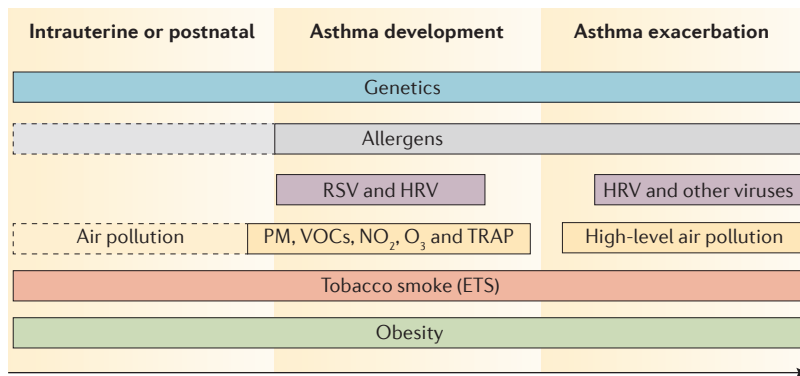 Intrauterine or postnatal Asthma development Asthma exacerbation
Genetics
Allergens
RSV and HRV HRV and other viruses
Air pollution PM, VOCs, NO₂, O₃ and TRAP High-level air pollution
Tobacco smoke (ETS)
Obesity